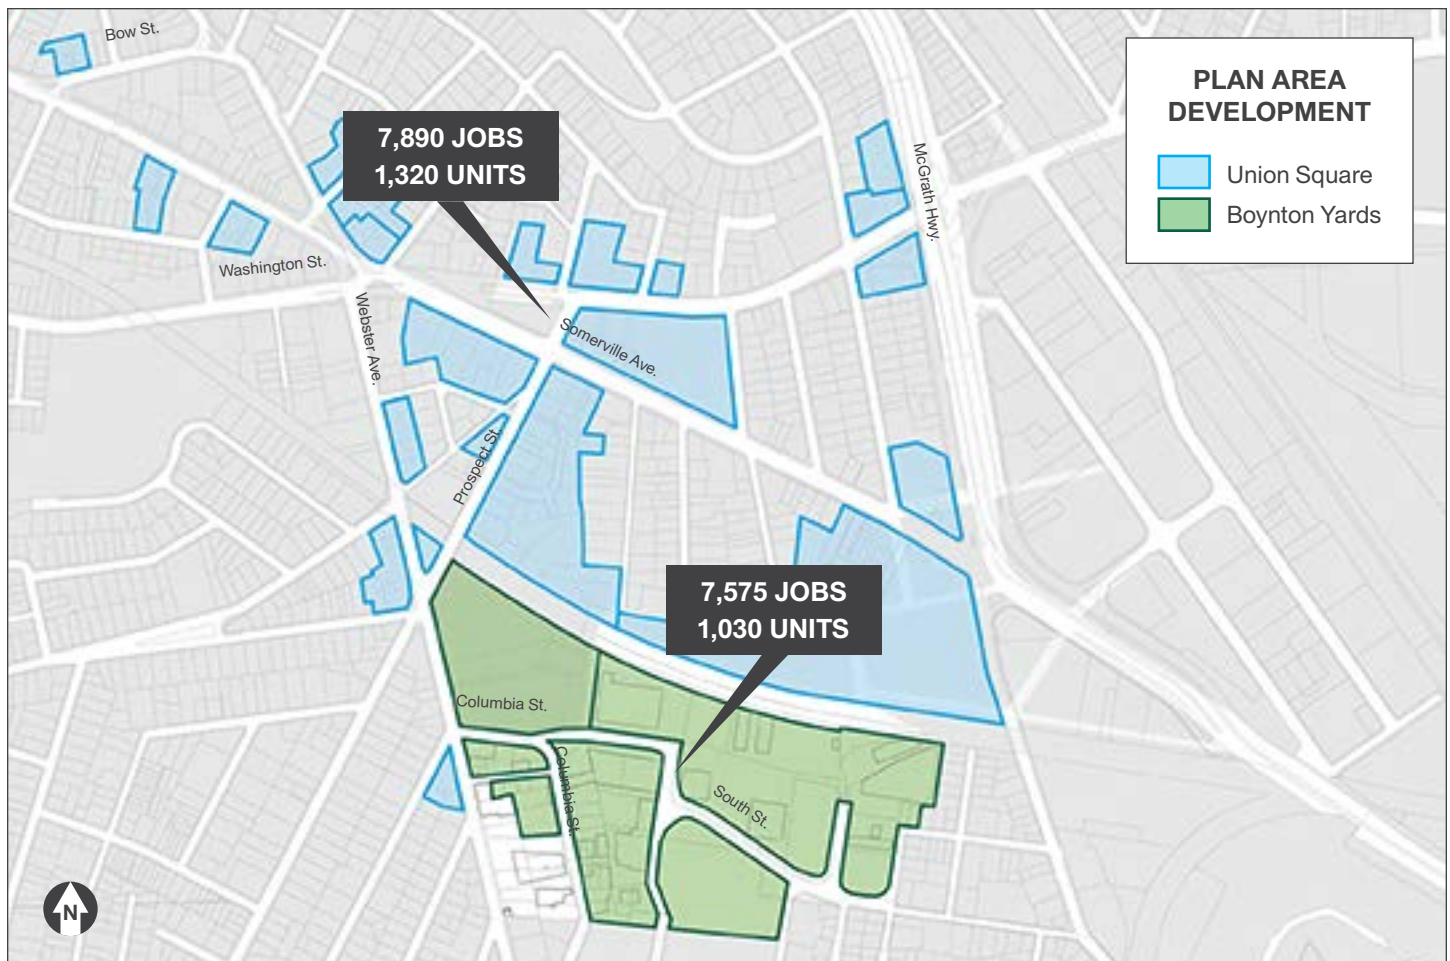 Bow St.
7,890 JOBS
1,320 UNITS
PLAN AREA
DEVELOPMENT
Union Square
Boynton Yards
McGrath Hwy.
Washington St.
Webster Ave.
Somerville Ave.
Prospect St.
7,575 JOBS
1,030 UNITS
Columbia St.
Columbia St.
South St.
N